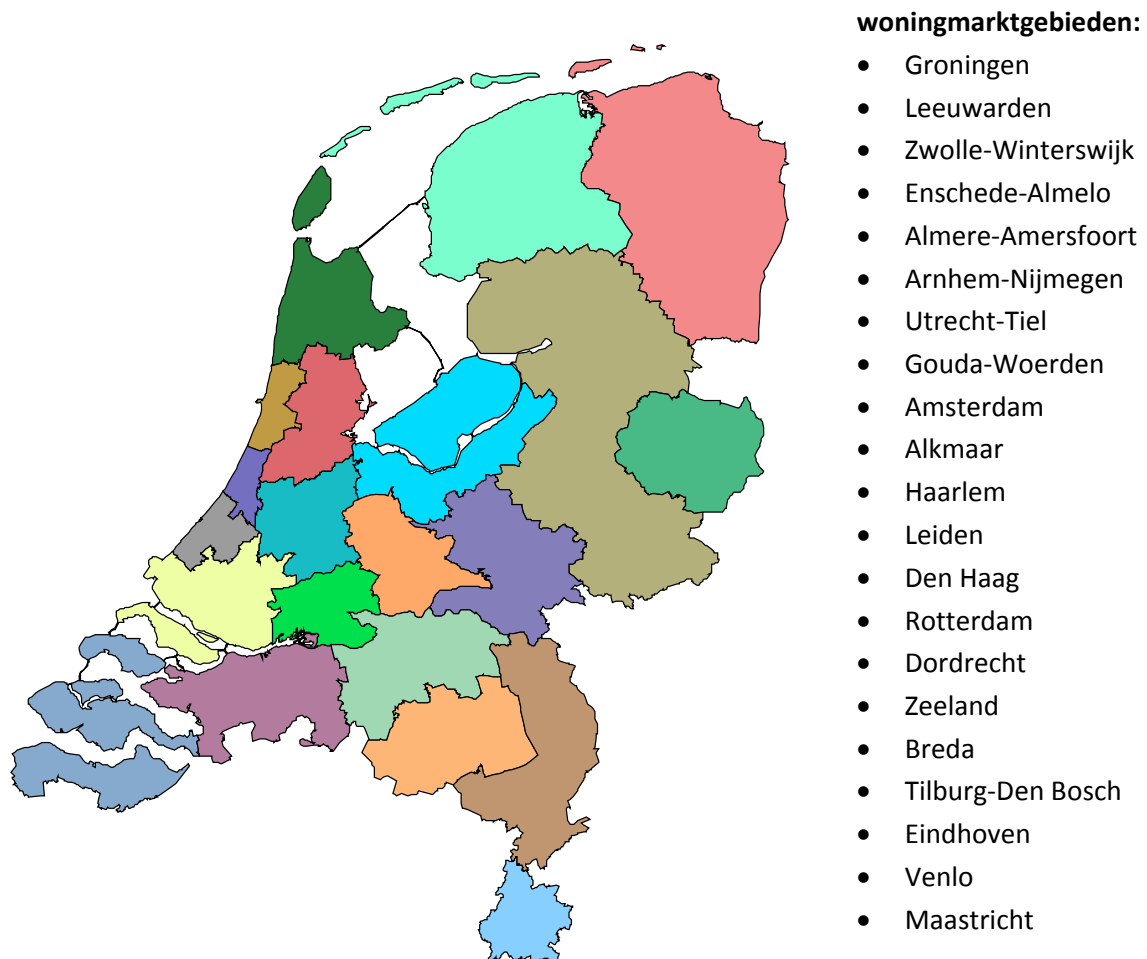 woningmarktgebieden:
• Groningen
• Leeuwarden
• Zwolle-Winterswijk
• Enschede-Almelo
• Almere-Amersfoort
• Arnhem-Nijmegen
• Utrecht-Tiel
• Gouda-Woerden
• Amsterdam
• Alkmaar
• Haarlem
• Leiden
• Den Haag
• Rotterdam
• Dordrecht
• Zeeland
• Breda
• Tilburg-Den Bosch
• Eindhoven
• Venlo
• Maastricht